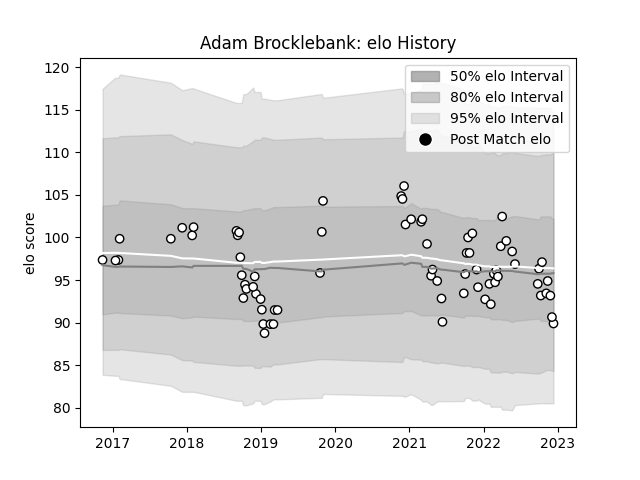 Adam Brocklebank: elo History
120
115
110
105
100
95
90
85
80
elo score
50% elo Interval
80% elo Interval
95% elo Interval
Post Match elo
2017 2018 2019 2020 2021 2022 2023